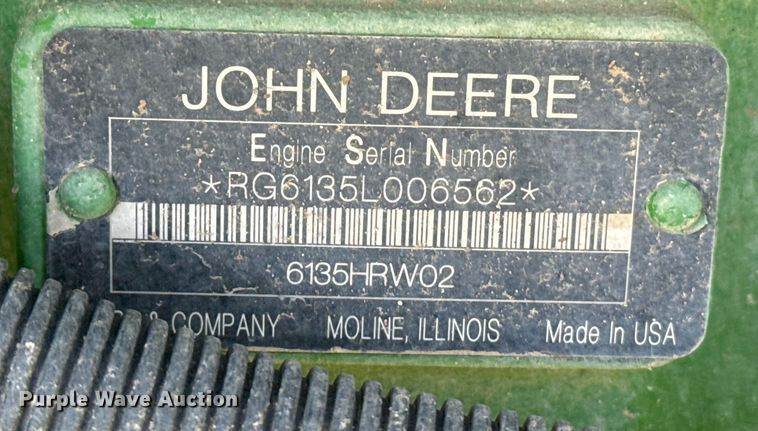 JOHN DEERE
Engine Serial Number
*RG6135L006562*
6135HRW02
& COMPANY MOLINE, ILLINOIS Made In USA
Purple Wave Auction